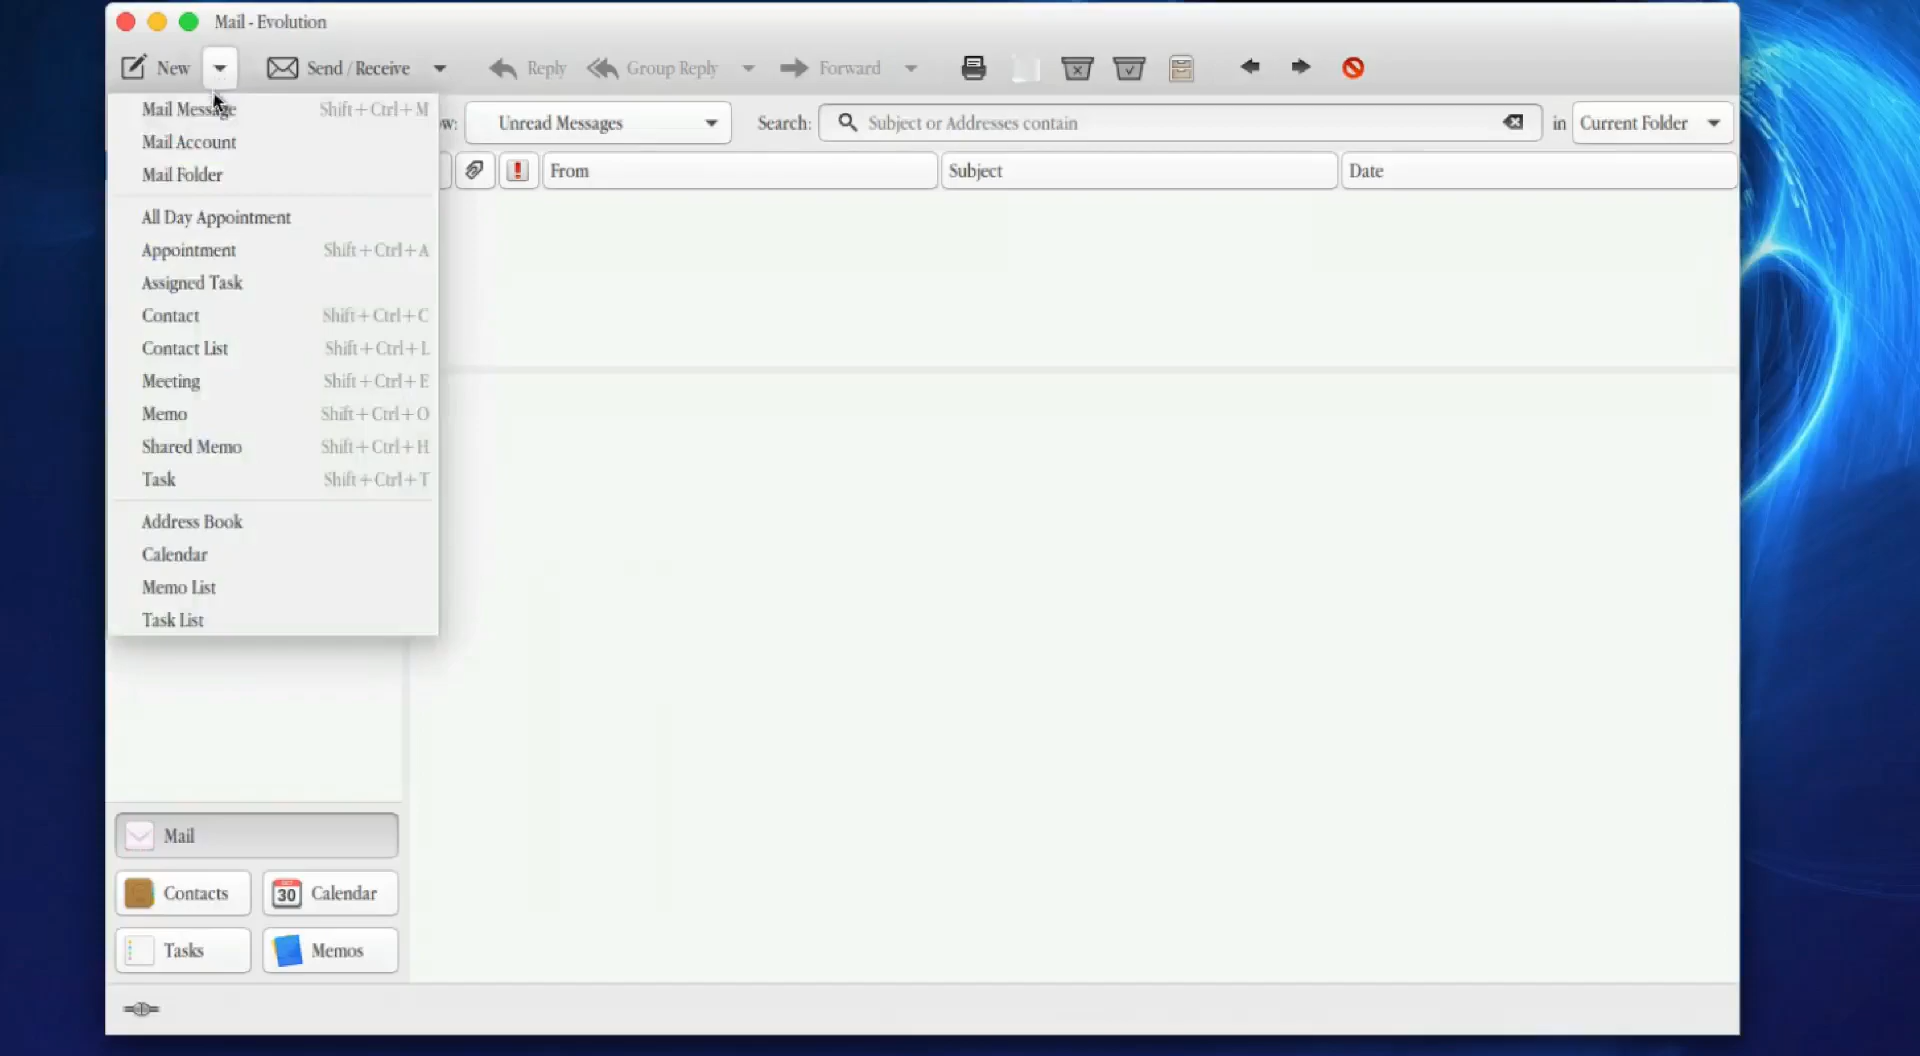 Mail - Evolution
New
Send / Receive
Reply
Group Reply
Forward
Mail Message Shift+Ctrl+M
Mail Account
Mail Folder
All Day Appointment
Appointment Shift+Ctrl+A
Assigned Task
Contact Shift+Ctrl+C
Contact List Shift+Ctrl+L
Meeting Shift+Ctrl+E
Memo Shift+Ctrl+O
Shared Memo Shift+Ctrl+H
Task Shift+Ctrl+T
Address Book
Calendar
Memo List
Task List
w: Unread Messages
Search: Subject or Addresses contain
in Current Folder
From
Subject
Date
Mail
Contacts
30 Calendar
Tasks
Memos